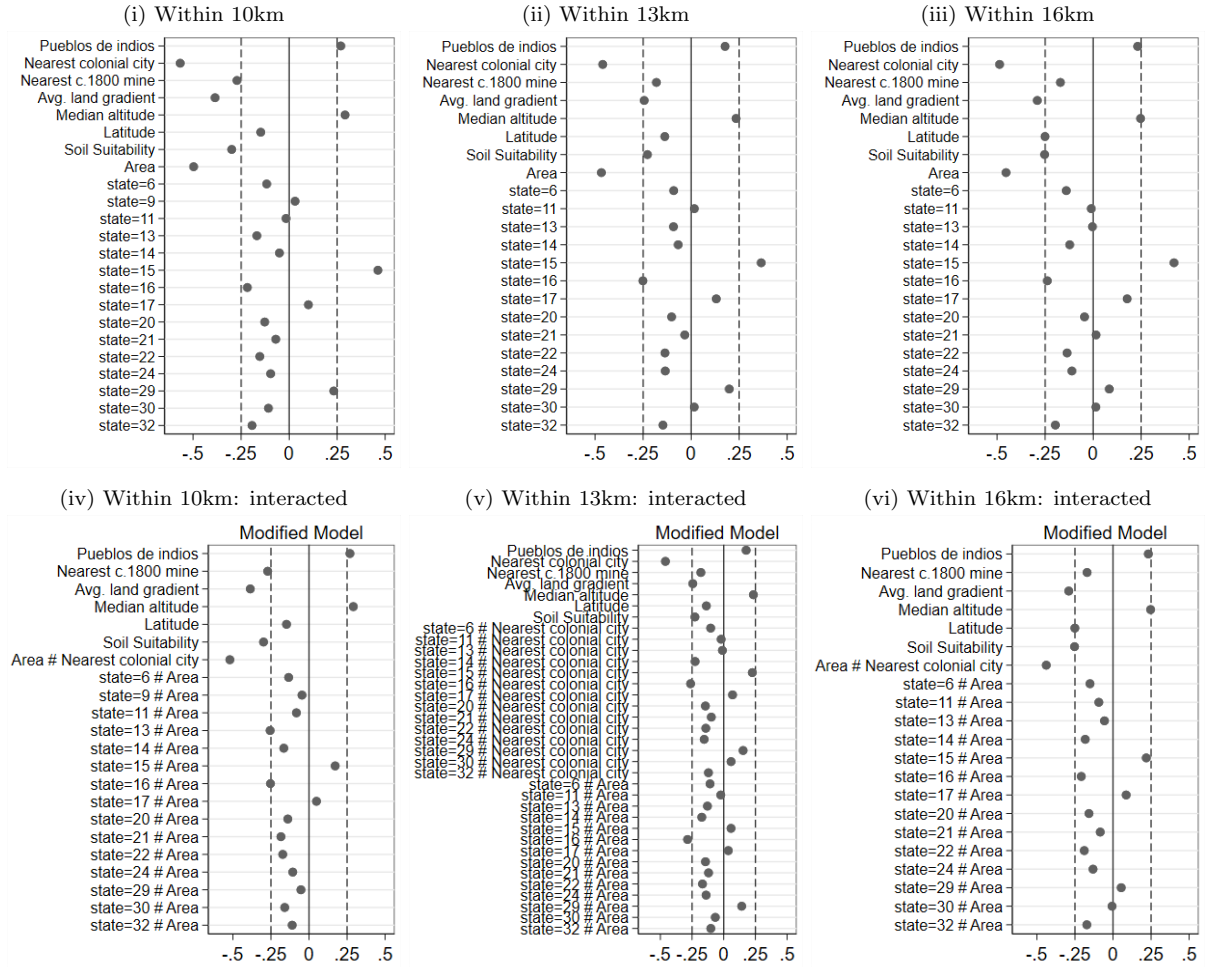 (i) Within 10km
Pueblos de indios
Nearest colonial city
Nearest c.1800 mine
Avg. land gradient
Median altitude
Latitude
Soil Suitability
Area
state=6
state=9
state=11
state=13
state=14
state=15
state=16
state=17
state=20
state=21
state=22
state=24
state=29
state=30
state=32
-.5 -.25 0 .25 .5
(ii) Within 13km
Pueblos de indios
Nearest colonial city
Nearest c.1800 mine
Avg. land gradient
Median altitude
Latitude
Soil Suitability
Area
state=6
state=11
state=13
state=14
state=15
state=16
state=17
state=20
state=21
state=22
state=24
state=29
state=30
state=32
-.5 -.25 0 .25 .5
(iii) Within 16km
Pueblos de indios
Nearest colonial city
Nearest c.1800 mine
Avg. land gradient
Median altitude
Latitude
Soil Suitability
Area
state=6
state=11
state=13
state=14
state=15
state=16
state=17
state=20
state=21
state=22
state=24
state=29
state=30
state=32
-.5 -.25 0 .25 .5
(iv) Within 10km: interacted
Modified Model
Pueblos de indios
Nearest c.1800 mine
Avg. land gradient
Median altitude
Latitude
Soil Suitability
Area # Nearest colonial city
state=6 # Area
state=9 # Area
state=11 # Area
state=13 # Area
state=14 # Area
state=15 # Area
state=16 # Area
state=17 # Area
state=20 # Area
state=21 # Area
state=22 # Area
state=24 # Area
state=29 # Area
state=30 # Area
state=32 # Area
-.5 -.25 0 .25 .5
(v) Within 13km: interacted
Modified Model
Pueblos de indios
Nearest colonial city
Nearest c.1800 mine
Avg. land gradient
Median altitude
Latitude
Soil Suitability
state=6 # Nearest colonial city
state=11 # Nearest colonial city
state=13 # Nearest colonial city
state=14 # Nearest colonial city
state=15 # Nearest colonial city
state=16 # Nearest colonial city
state=17 # Nearest colonial city
state=20 # Nearest colonial city
state=21 # Nearest colonial city
state=22 # Nearest colonial city
state=24 # Nearest colonial city
state=29 # Nearest colonial city
state=30 # Nearest colonial city
state=32 # Nearest colonial city
state=6 # Area
state=11 # Area
state=13 # Area
state=14 # Area
state=15 # Area
state=16 # Area
state=17 # Area
state=20 # Area
state=21 # Area
state=22 # Area
state=24 # Area
state=29 # Area
state=30 # Area
state=32 # Area
-.5 -.25 0 .25 .5
(vi) Within 16km: interacted
Modified Model
Pueblos de indios
Nearest c.1800 mine
Avg. land gradient
Median altitude
Latitude
Soil Suitability
Area # Nearest colonial city
state=6 # Area
state=11 # Area
state=13 # Area
state=14 # Area
state=15 # Area
state=16 # Area
state=17 # Area
state=20 # Area
state=21 # Area
state=22 # Area
state=24 # Area
state=29 # Area
state=30 # Area
state=32 # Area
-.5 -.25 0 .25 .5